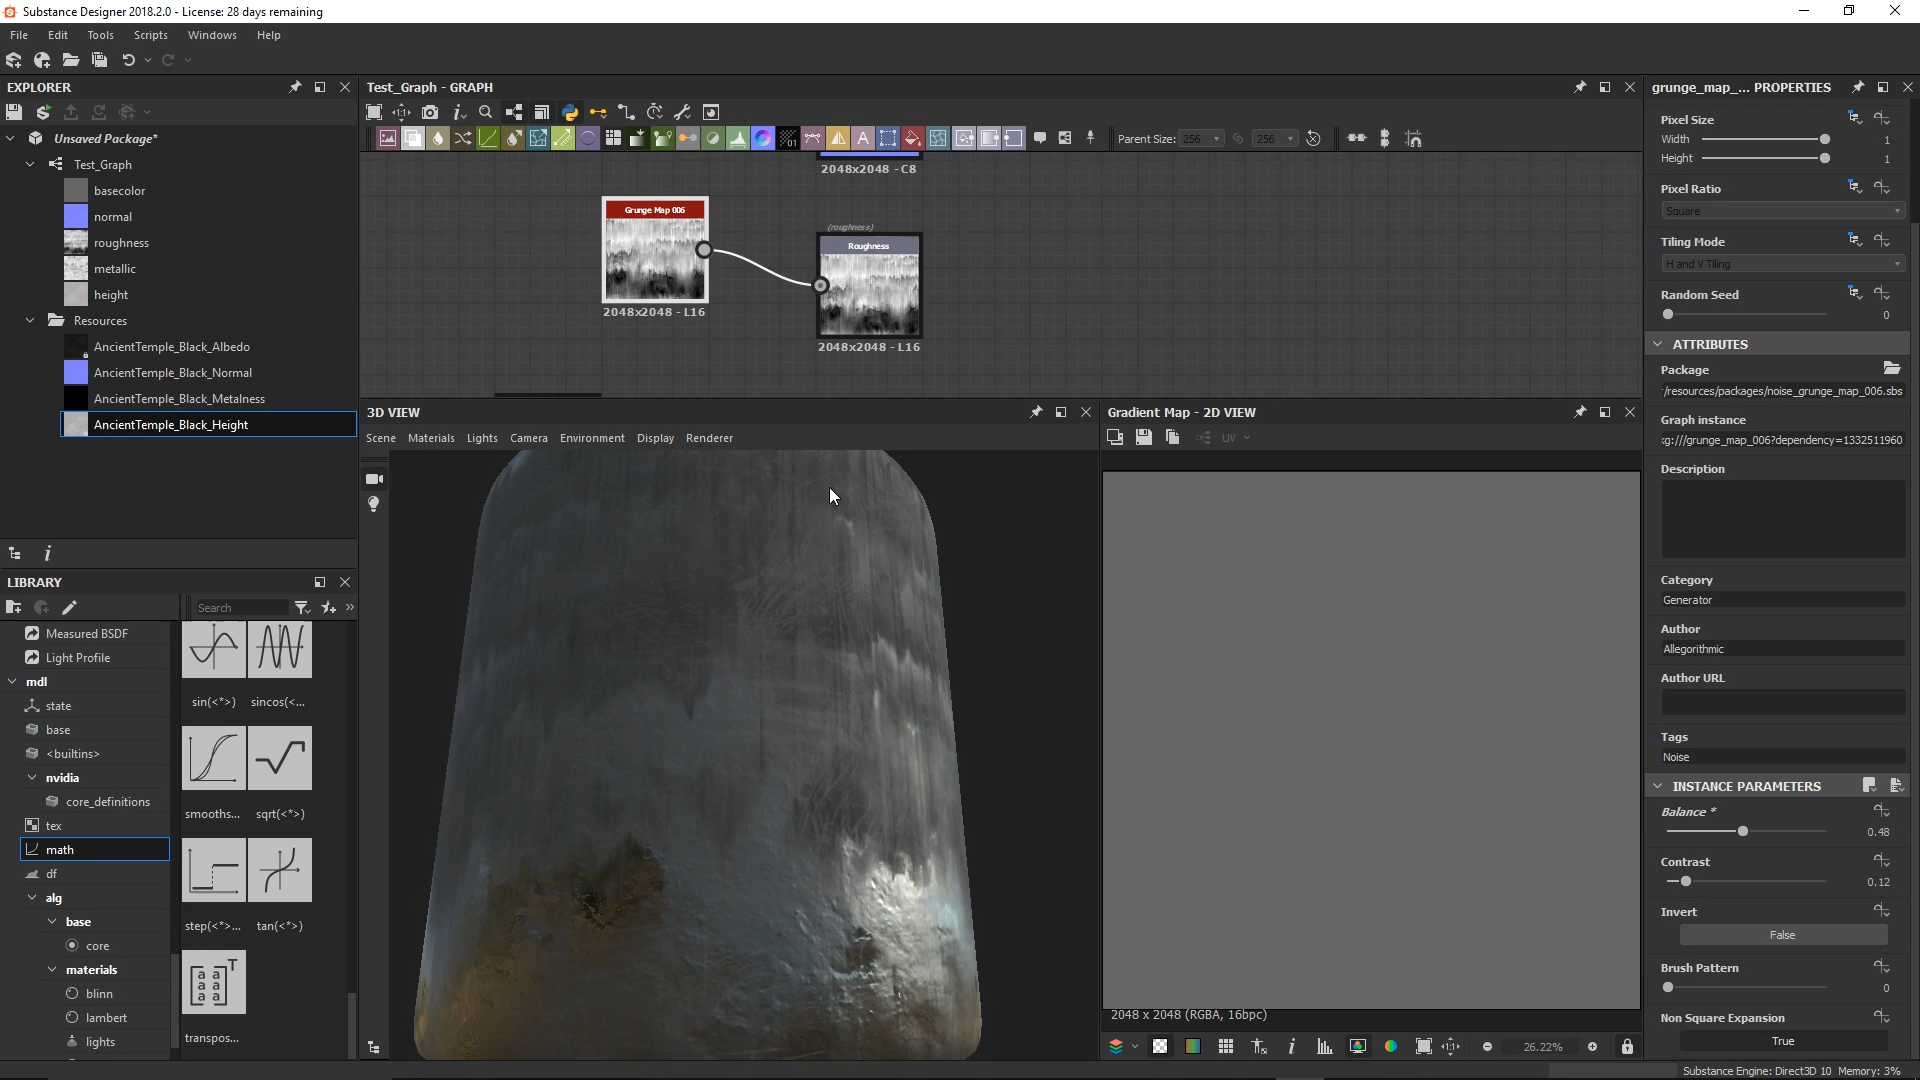 Substance Designer 2018.2.0 - License: 28 days remaining
File Edit Tools Scripts Windows Help
EXPLORER
Unsaved Package*
Test_Graph
basecolor
normal
roughness
metallic
height
Resources
AncientTemple_Black_Albedo
AncientTemple_Black_Normal
AncientTemple_Black_Metalness
AncientTemple_Black_Height
LIBRARY
Search
Measured BSDF
Light Profile
mdl
state
base
<builtins>
nvidia
core_definitions
tex
math
df
alg
base
core
materials
blinn
lambert
lights
sin(<*>) sincos(<...
smooths... sqrt(<*>)
step(<*>... tan(<*>)
transpos...
Test_Graph - GRAPH
Parent Size: 256 256
2048x2048 - C8
Grunge Map 006
2048x2048 - L16
(roughness)
Roughness
2048x2048 - L16
3D VIEW
Scene Materials Lights Camera Environment Display Renderer
Gradient Map - 2D VIEW
UV
2048 x 2048 (RGBA, 16bpc)
26.22%
grunge_map_... PROPERTIES
Pixel Size
Width 1
Height 1
Pixel Ratio
Square
Tiling Mode
H and V Tiling
Random Seed
0
ATTRIBUTES
Package
/resources/packages/noise_grunge_map_006.sbs
Graph instance
kg:///grunge_map_006?dependency=1332511960
Description
Category
Generator
Author
Allegorithmic
Author URL
Tags
Noise
INSTANCE PARAMETERS
Balance *
0.48
Contrast
0.12
Invert
False
Brush Pattern
0
Non Square Expansion
True
Substance Engine: Direct3D 10 Memory: 3%